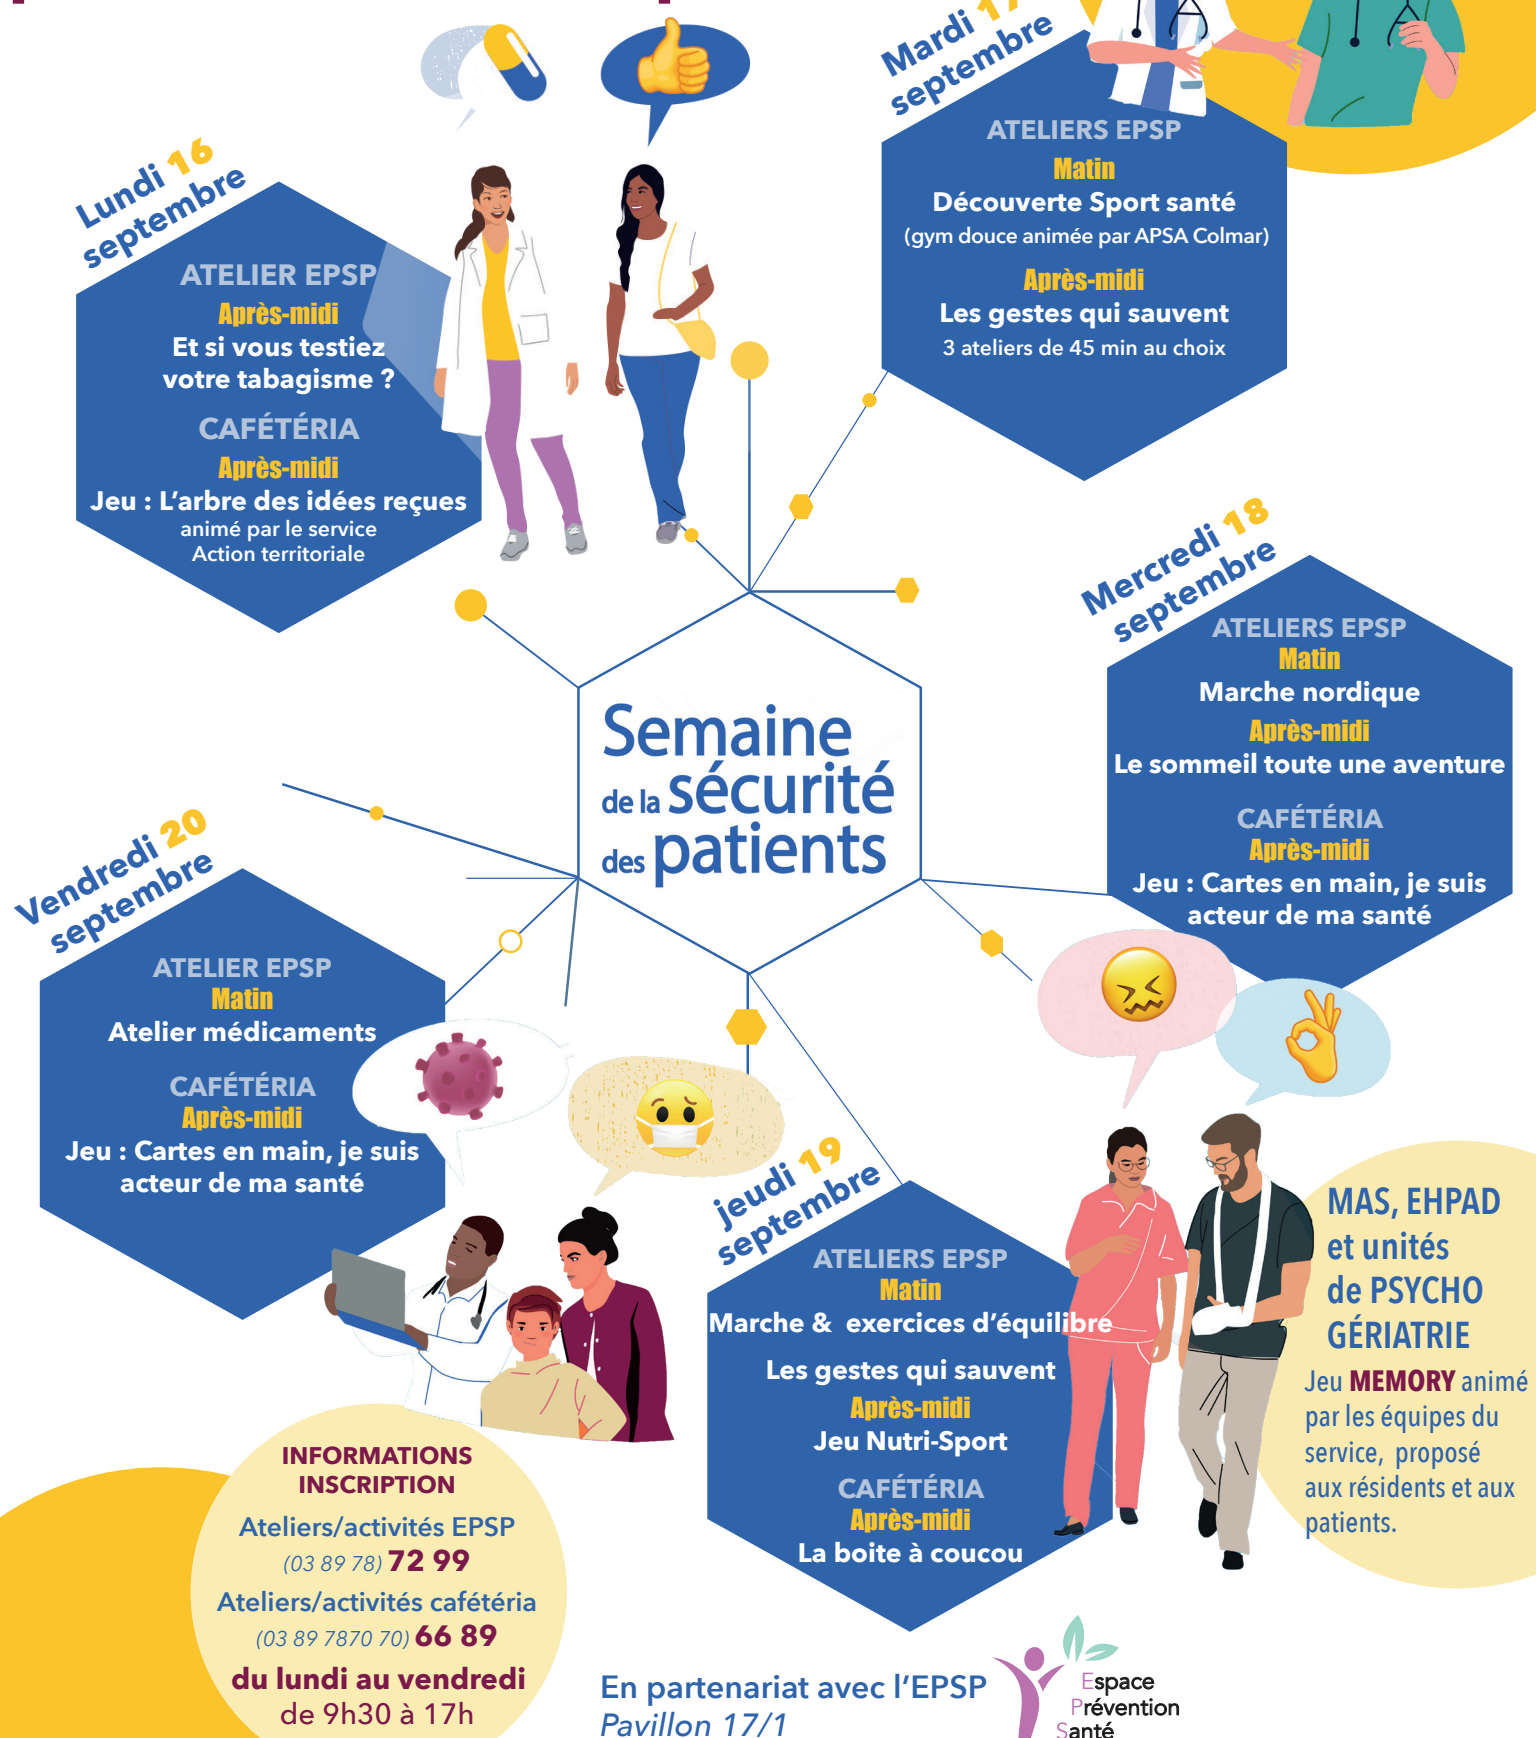 Lundi 16
septembre
ATELIER EPSP
Après-midi
Et si vous testiez
votre tabagisme ?
CAFÉTÉRIA
Après-midi
Jeu : L'arbre des idées reçues
animé par le service
Action territoriale
Mardi 17
septembre
ATELIERS EPSP
Matin
Découverte Sport santé
(gym douce animée par APSA Colmar)
Après-midi
Les gestes qui sauvent
3 ateliers de 45 min au choix
Mercredi 18
septembre
ATELIERS EPSP
Matin
Marche nordique
Après-midi
Le sommeil toute une aventure
CAFÉTÉRIA
Après-midi
Jeu : Cartes en main, je suis
acteur de ma santé
Semaine
de la sécurité
des patients
Vendredi 20
septembre
ATELIER EPSP
Matin
Atelier médicaments
CAFÉTÉRIA
Après-midi
Jeu : Cartes en main, je suis
acteur de ma santé
jeudi 19
septembre
ATELIERS EPSP
Matin
Marche & exercices d'équilibre
Les gestes qui sauvent
Après-midi
Jeu Nutri-Sport
CAFÉTÉRIA
Après-midi
La boite à coucou
MAS, EHPAD
et unités
de PSYCHO
GÉRIATRIE
Jeu MEMORY animé
par les équipes du
service, proposé
aux résidents et aux
patients.
INFORMATIONS
INSCRIPTION
Ateliers/activités EPSP
(03 89 78) 72 99
Ateliers/activités cafétéria
(03 89 7870 70) 66 89
du lundi au vendredi
de 9h30 à 17h
En partenariat avec l'EPSP
Pavillon 17/1
Espace
Prévention
Santé